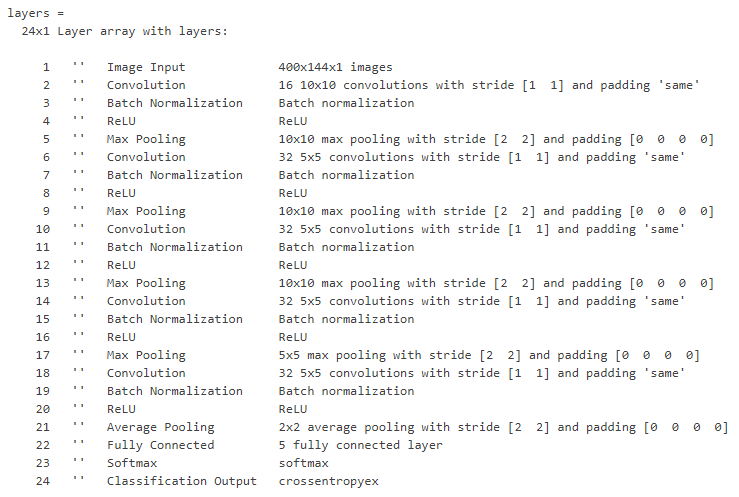 layers =
  24x1 Layer array with layers:
     1   ''   Image Input             400x144x1 images
     2   ''   Convolution             16 10x10 convolutions with stride [1  1] and padding 'same'
     3   ''   Batch Normalization     Batch normalization
     4   ''   ReLU                    ReLU
     5   ''   Max Pooling             10x10 max pooling with stride [2  2] and padding [0  0  0  0]
     6   ''   Convolution             32 5x5 convolutions with stride [1  1] and padding 'same'
     7   ''   Batch Normalization     Batch normalization
     8   ''   ReLU                    ReLU
     9   ''   Max Pooling             10x10 max pooling with stride [2  2] and padding [0  0  0  0]
    10   ''   Convolution             32 5x5 convolutions with stride [1  1] and padding 'same'
    11   ''   Batch Normalization     Batch normalization
    12   ''   ReLU                    ReLU
    13   ''   Max Pooling             10x10 max pooling with stride [2  2] and padding [0  0  0  0]
    14   ''   Convolution             32 5x5 convolutions with stride [1  1] and padding 'same'
    15   ''   Batch Normalization     Batch normalization
    16   ''   ReLU                    ReLU
    17   ''   Max Pooling             5x5 max pooling with stride [2  2] and padding [0  0  0  0]
    18   ''   Convolution             32 5x5 convolutions with stride [1  1] and padding 'same'
    19   ''   Batch Normalization     Batch normalization
    20   ''   ReLU                    ReLU
    21   ''   Average Pooling         2x2 average pooling with stride [2  2] and padding [0  0  0  0]
    22   ''   Fully Connected         5 fully connected layer
    23   ''   Softmax                 softmax
    24   ''   Classification Output   crossentropyex